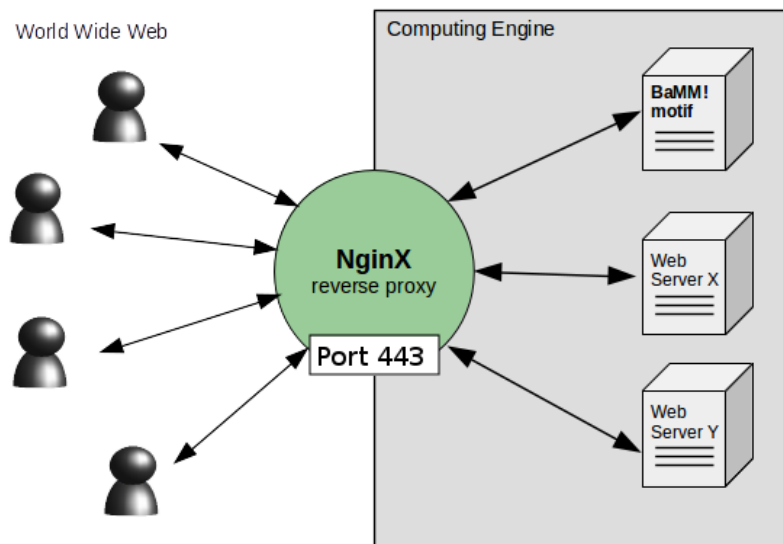 World Wide Web
Computing Engine
BaMM!
motif
NginX
reverse proxy
Web
Server X
Port 443
Web
Server Y